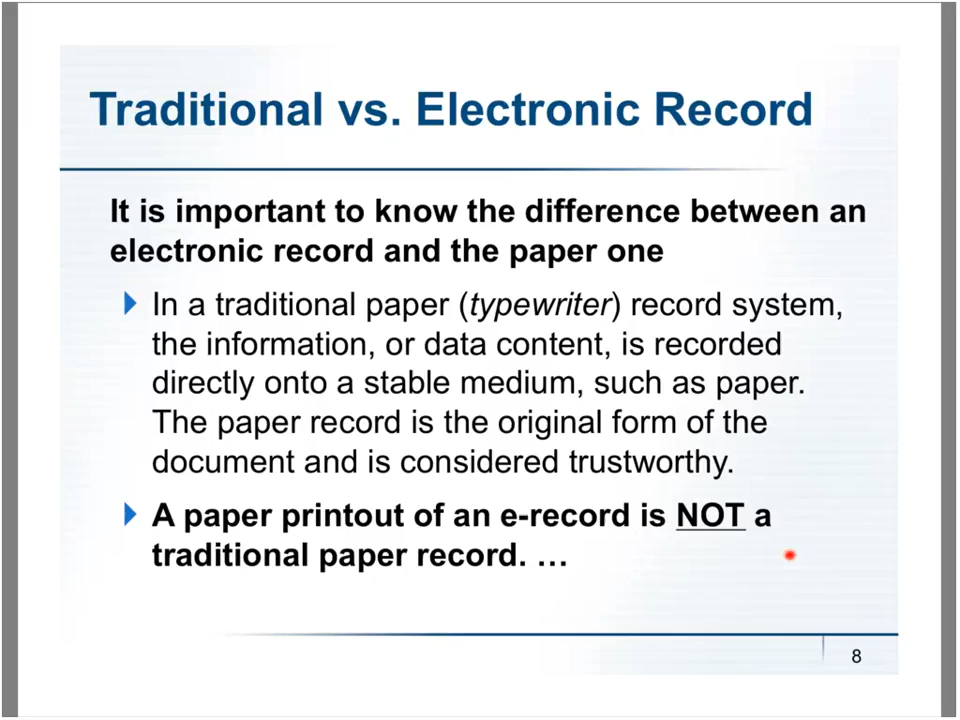 Traditional vs. Electronic Record
It is important to know the difference between an
electronic record and the paper one
In a traditional paper (typewriter) record system,
the information, or data content, is recorded
directly onto a stable medium, such as paper.
The paper record is the original form of the
document and is considered trustworthy.
A paper printout of an e-record is NOT a
traditional paper record. …
8